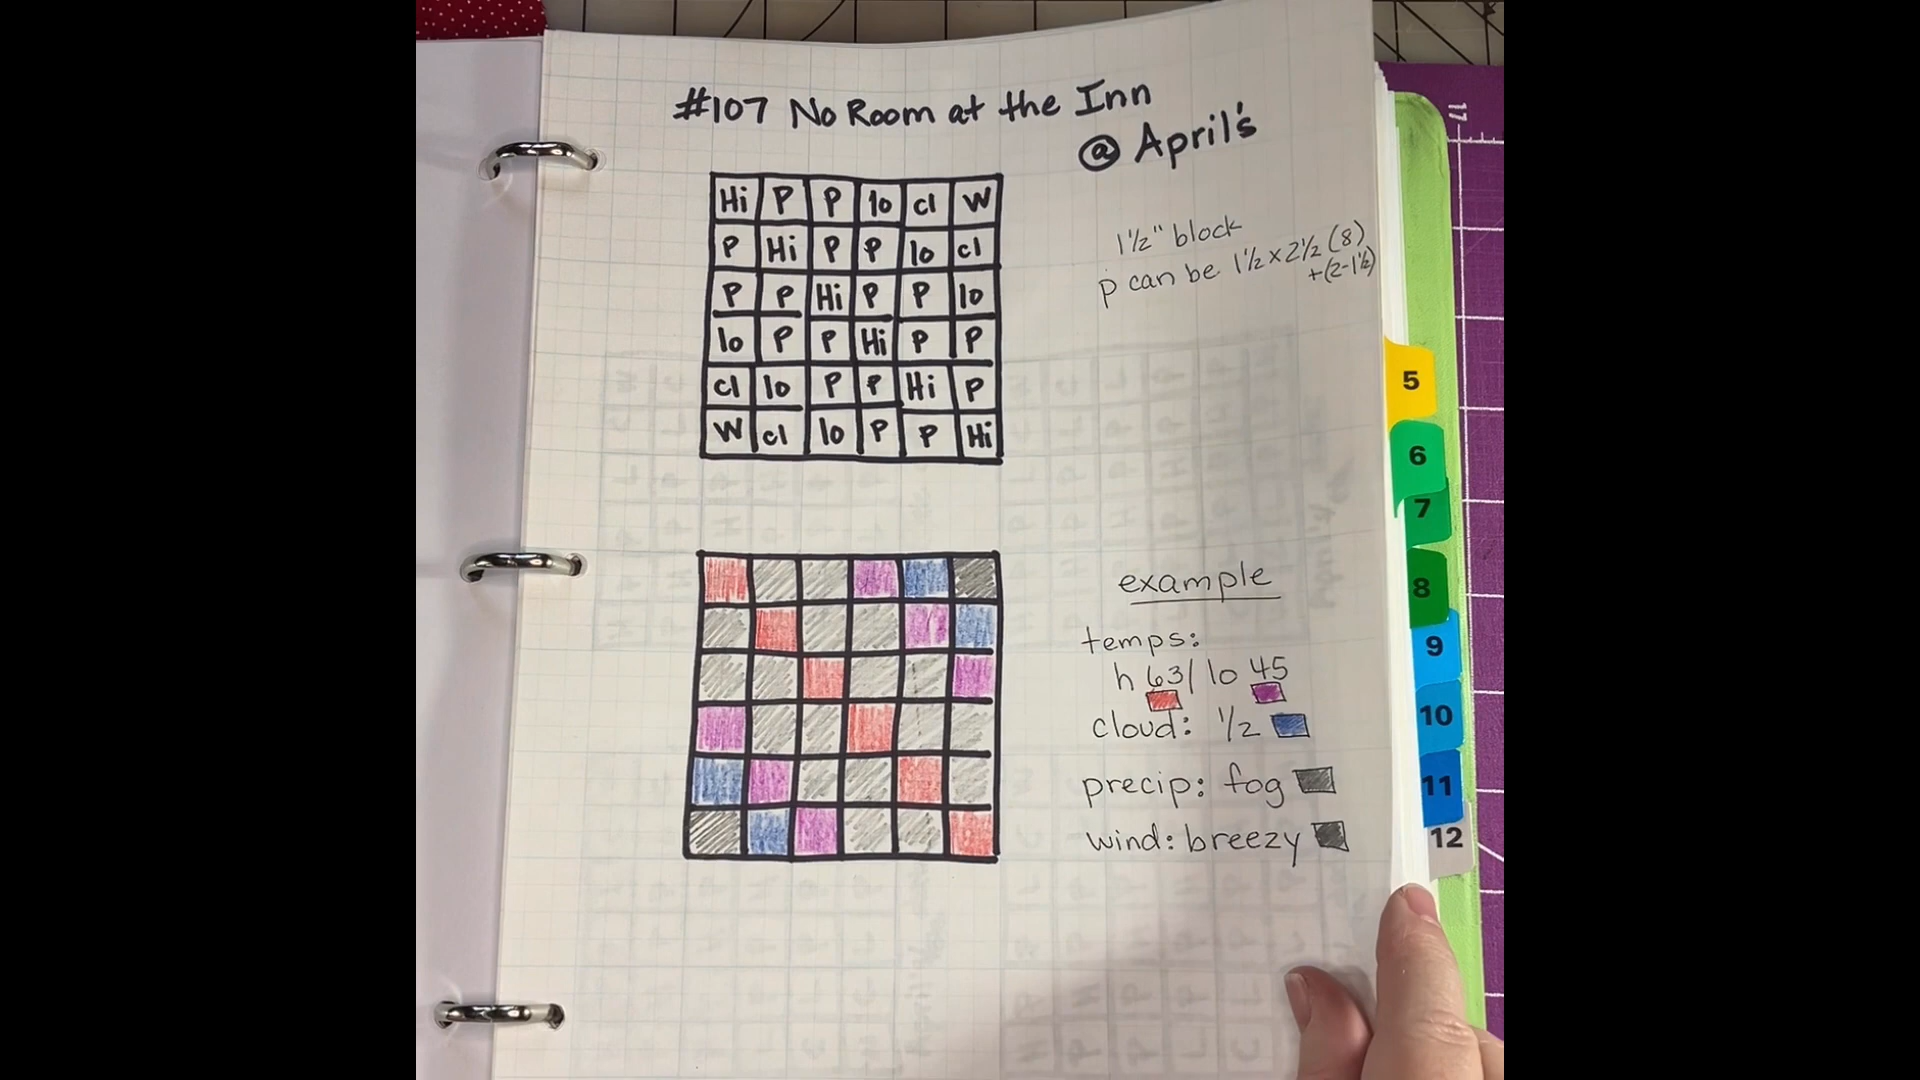 #107 No Room at the Inn
@ April's
Hi P P lo cl W
P Hi P P lo cl
P P Hi P P lo
lo P P Hi P P
cl lo P P Hi P
W cl lo P P Hi
1½" block
p can be 1½ x 2½ (8)
+(2-1½)
example
temps:
h 63/ lo 45
cloud: ½
precip: fog
wind: breezy
5
6
7
8
9
10
11
12
17